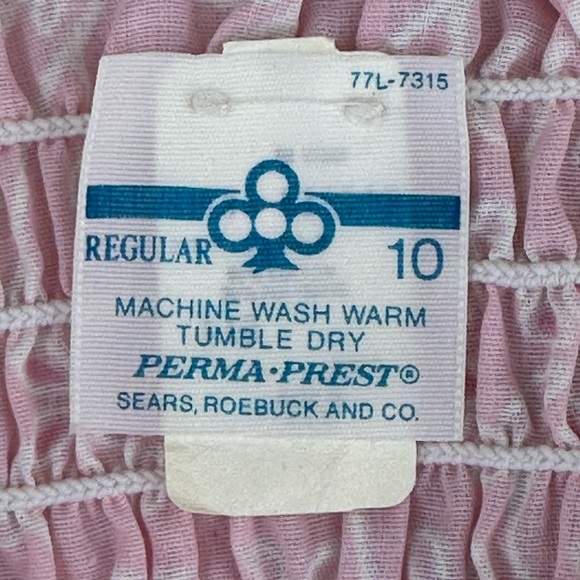 77L-7315
REGULAR 10
MACHINE WASH WARM
TUMBLE DRY
PERMA·PREST®
SEARS, ROEBUCK AND CO.